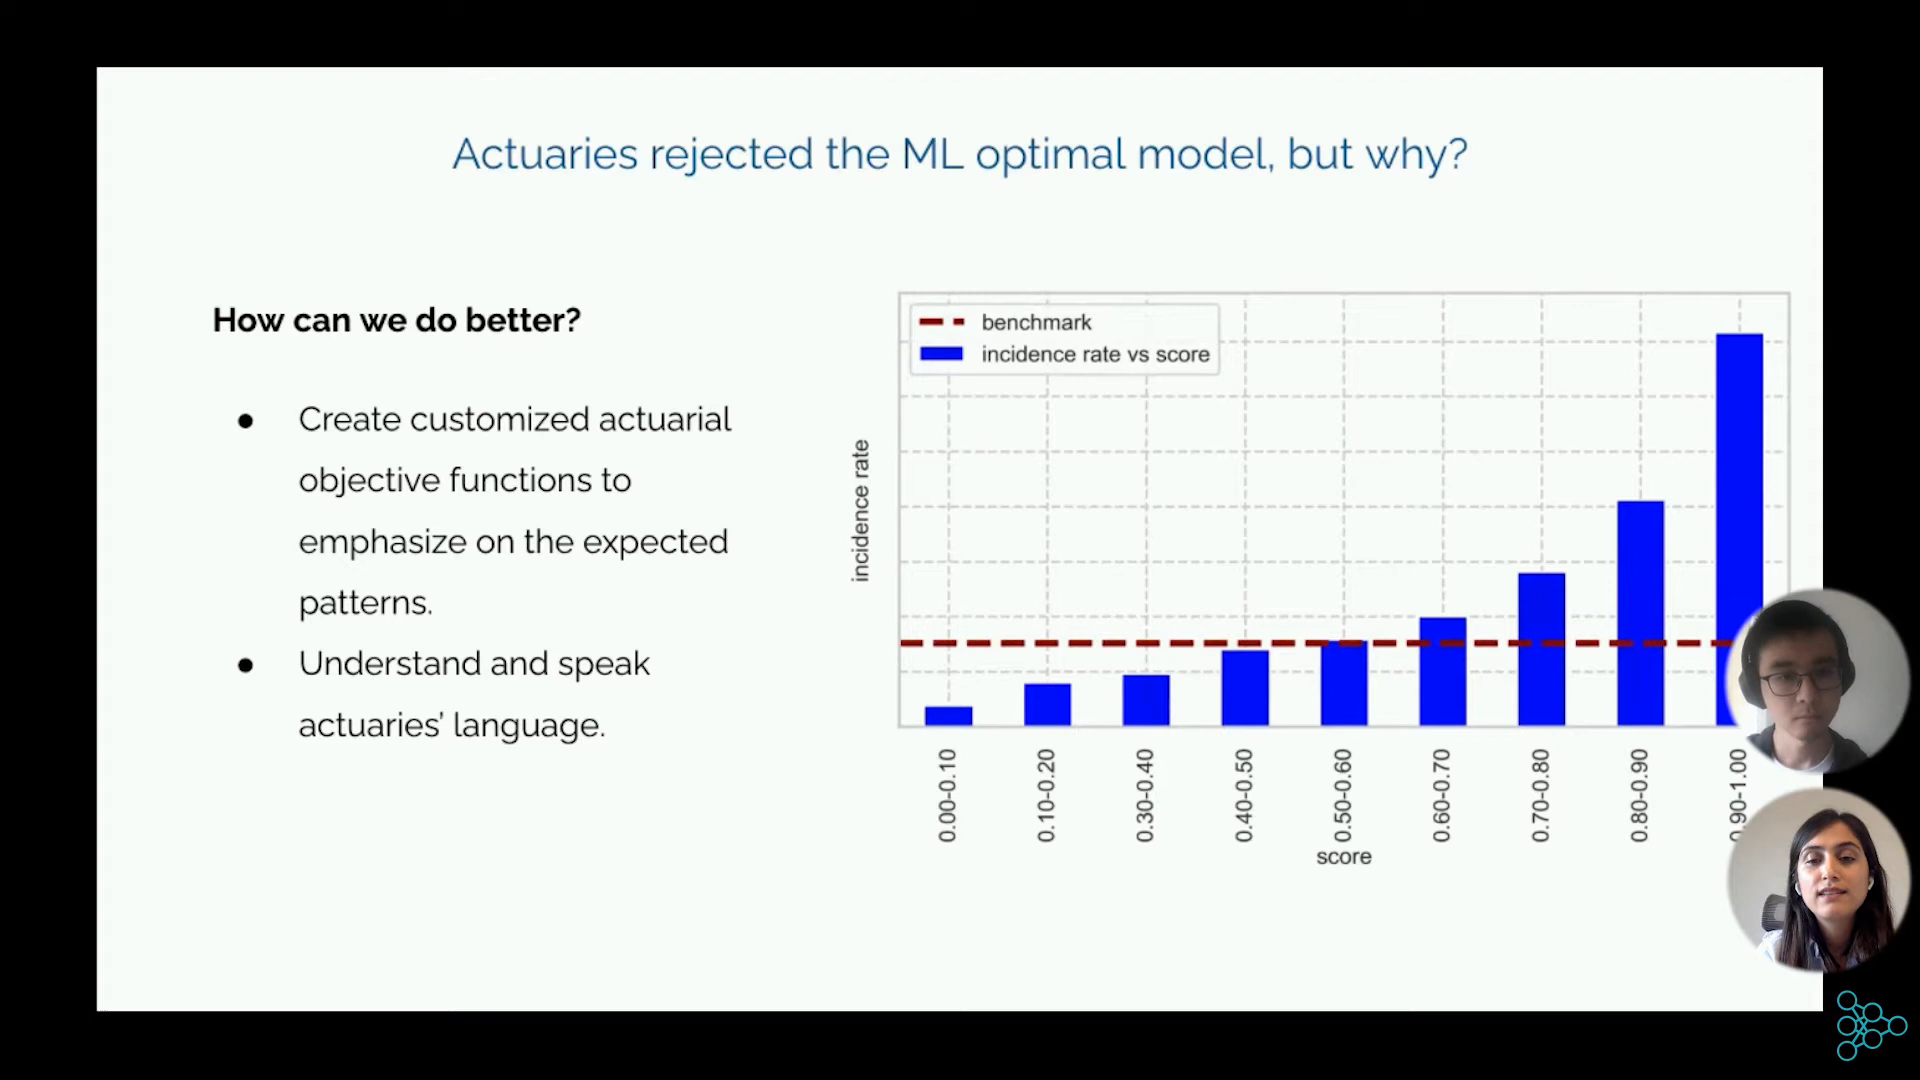 Actuaries rejected the ML optimal model, but why?
How can we do better?
● Create customized actuarial
objective functions to
emphasize on the expected
patterns.
● Understand and speak
actuaries' language.
benchmark
incidence rate vs score
incidence rate
0.00-0.10
0.10-0.20
0.30-0.40
0.40-0.50
0.50-0.60
0.60-0.70
0.70-0.80
0.80-0.90
0.90-1.00
score